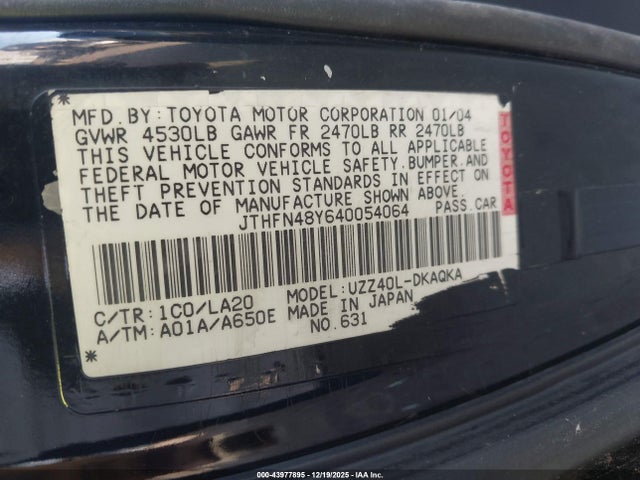 MFD.BY:TOYOTA MOTOR CORPORATION 01/04
GVWR 4530LB GAWR FR 2470LB RR 2470LB
THIS VEHICLE CONFORMS TO ALL APPLICABLE
FEDERAL MOTOR VEHICLE SAFETY,BUMPER,AND
THEFT PREVENTION STANDARDS IN EFFECT ON
THE DATE OF MANUFACTURE SHOWN ABOVE.
JTHFN48Y640054064 PASS.CAR
TOYOTA
C/TR:1C0/LA20 MODEL:UZZ40L-DKAQKA
A/TM:A01A/A650E MADE IN JAPAN
NO.631
000-43977895 - 12/19/2025 - IAA Inc.